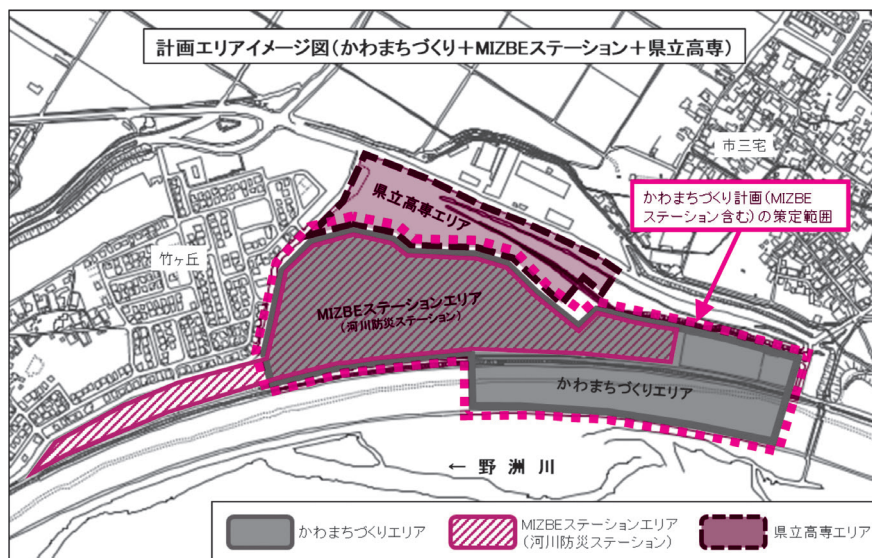 計画エリアイメージ図(かわまちづくり+MIZBEステーション+県立高専)
市三宅
かわまちづくり計画(MIZBE
ステーション含む)の策定範囲
県立高専エリア
竹ヶ丘
MIZBEステーションエリア
(河川防災ステーション)
かわまちづくりエリア
← 野洲川
かわまちづくりエリア
MIZBEステーションエリア
(河川防災ステーション)
県立高専エリア